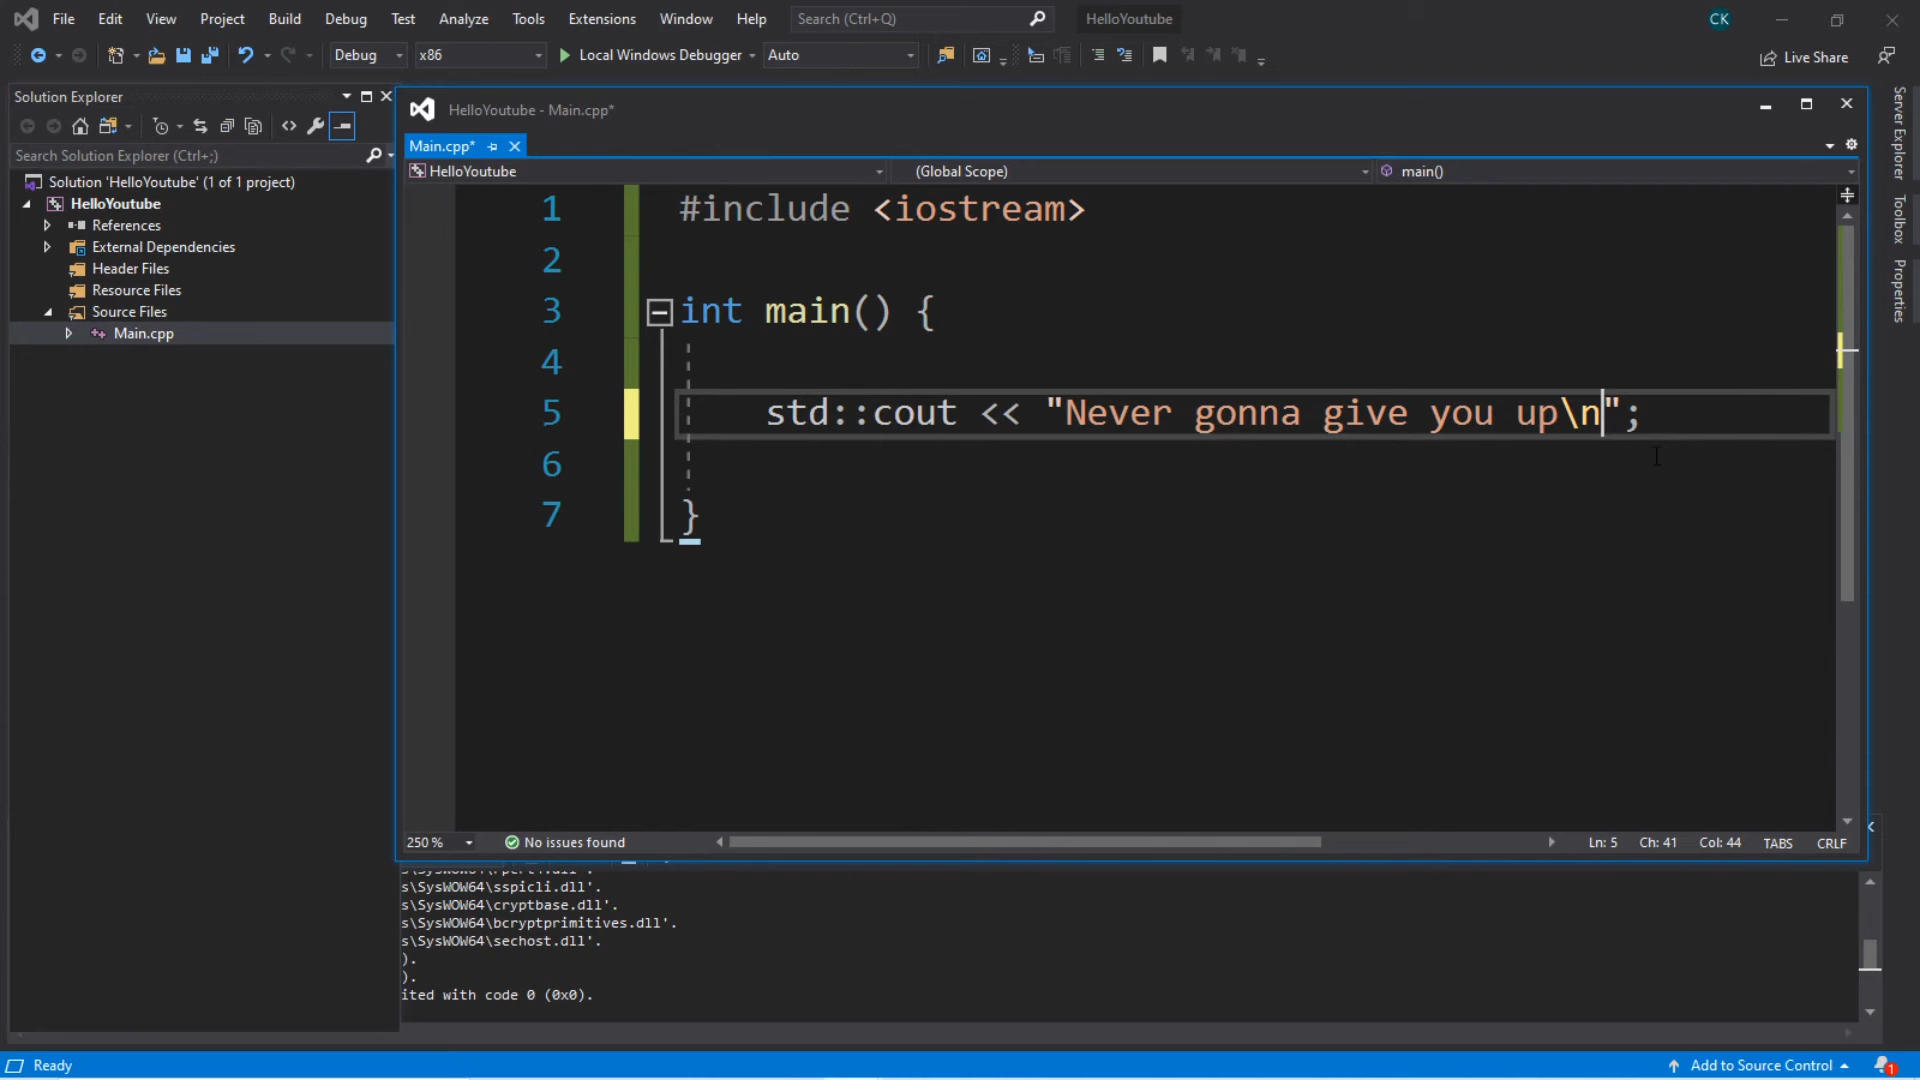 File Edit View Project Build Debug Test Analyze Tools Extensions Window Help Search (Ctrl+Q) HelloYoutube CK
Debug x86 Local Windows Debugger Auto Live Share
Solution Explorer
Search Solution Explorer (Ctrl+;)
Solution 'HelloYoutube' (1 of 1 project)
HelloYoutube
References
External Dependencies
Header Files
Resource Files
Source Files
Main.cpp
HelloYoutube - Main.cpp*
Main.cpp*
HelloYoutube (Global Scope) main()
1 #include <iostream>
2
3 int main() {
4
5 std::cout << "Never gonna give you up\n";
6
7 }
250 % No issues found Ln: 5 Ch: 41 Col: 44 TABS CRLF
s\SysWOW64\sspicli.dll'.
s\SysWOW64\cryptbase.dll'.
s\SysWOW64\bcryptprimitives.dll'.
s\SysWOW64\sechost.dll'.
).
).
ited with code 0 (0x0).
Server Explorer
Toolbox
Properties
Ready Add to Source Control 1